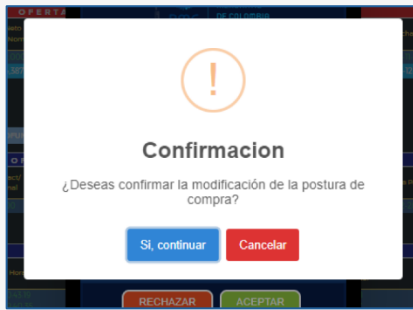 OFERTA
DE COLOMBIA
!
Confirmacion
¿Deseas confirmar la modificación de la postura de
compra?
Si, continuar Cancelar
RECHAZAR ACEPTAR